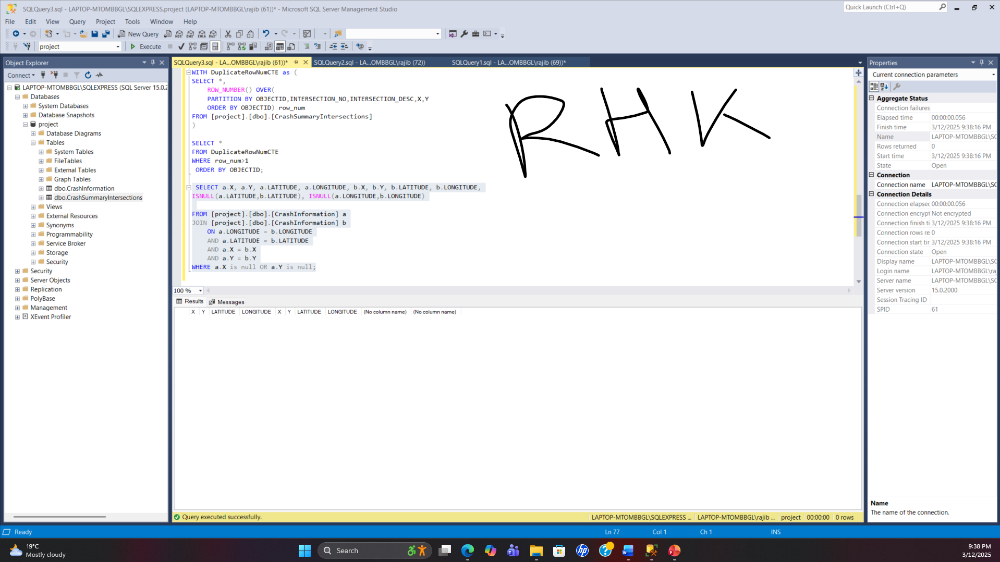 SQLQuery3.sql - LAPTOP-MTOMBBGL\SQLEXPRESS.project (LAPTOP-MTOMBBGL\rajib (61))* - Microsoft SQL Server Management Studio
Quick Launch (Ctrl+Q)
File Edit View Query Project Tools Window Help
New Query
project Execute
Object Explorer
Connect
LAPTOP-MTOMBBGL\SQLEXPRESS (SQL Server 15.0.2
Databases
System Databases
Database Snapshots
project
Database Diagrams
Tables
System Tables
FileTables
External Tables
Graph Tables
dbo.CrashInformation
dbo.CrashSummaryIntersections
Views
External Resources
Synonyms
Programmability
Service Broker
Storage
Security
Security
Server Objects
Replication
PolyBase
Management
XEvent Profiler
SQLQuery3.sql - LA...OMBBGL\rajib (61))* SQLQuery2.sql - LA...OMBBGL\rajib (72)) SQLQuery1.sql - LA...OMBBGL\rajib (69))*
WITH DuplicateRowNumCTE as (
SELECT *,
ROW_NUMBER() OVER(
PARTITION BY OBJECTID,INTERSECTION_NO,INTERSECTION_DESC,X,Y
ORDER BY OBJECTID) row_num
FROM [project].[dbo].[CrashSummaryIntersections]
)
SELECT *
FROM DuplicateRowNumCTE
WHERE row_num>1
ORDER BY OBJECTID;
SELECT a.X, a.Y, a.LATITUDE, a.LONGITUDE, b.X, b.Y, b.LATITUDE, b.LONGITUDE,
ISNULL(a.LATITUDE,b.LATITUDE), ISNULL(a.LONGITUDE,b.LONGITUDE)
FROM [project].[dbo].[CrashInformation] a
JOIN [project].[dbo].[CrashInformation] b
ON a.LONGITUDE = b.LONGITUDE
AND a.LATITUDE = b.LATITUDE
AND a.X = b.X
AND a.Y = b.Y
WHERE a.X is null OR a.Y is null;
RHK
100 %
Results Messages
X Y LATITUDE LONGITUDE X Y LATITUDE LONGITUDE (No column name) (No column name)
Query executed successfully.
LAPTOP-MTOMBBGL\SQLEXPRESS ... LAPTOP-MTOMBBGL\rajib ... project 00:00:00 0 rows
Properties
Current connection parameters
Aggregate Status
Connection failures
Elapsed time 00:00:00.056
Finish time 3/12/2025 9:38:16 PM
Name LAPTOP-MTOMBBGL\SC
Rows returned 0
Start time 3/12/2025 9:38:16 PM
State Open
Connection
Connection name LAPTOP-MTOMBBGL\SC
Connection Details
Connection elapsec 00:00:00.056
Connection encrypt Not encrypted
Connection finish ti 3/12/2025 9:38:16 PM
Connection rows re 0
Connection start tir 3/12/2025 9:38:16 PM
Connection state Open
Display name LAPTOP-MTOMBBGL\SC
Login name LAPTOP-MTOMBBGL\ra
Server name LAPTOP-MTOMBBGL\SC
Server version 15.0.2000
Session Tracing ID
SPID 61
Name
The name of the connection.
Ready Ln 77 Col 1 Ch 1 INS
19°C
Mostly cloudy
Search
9:38 PM
3/12/2025